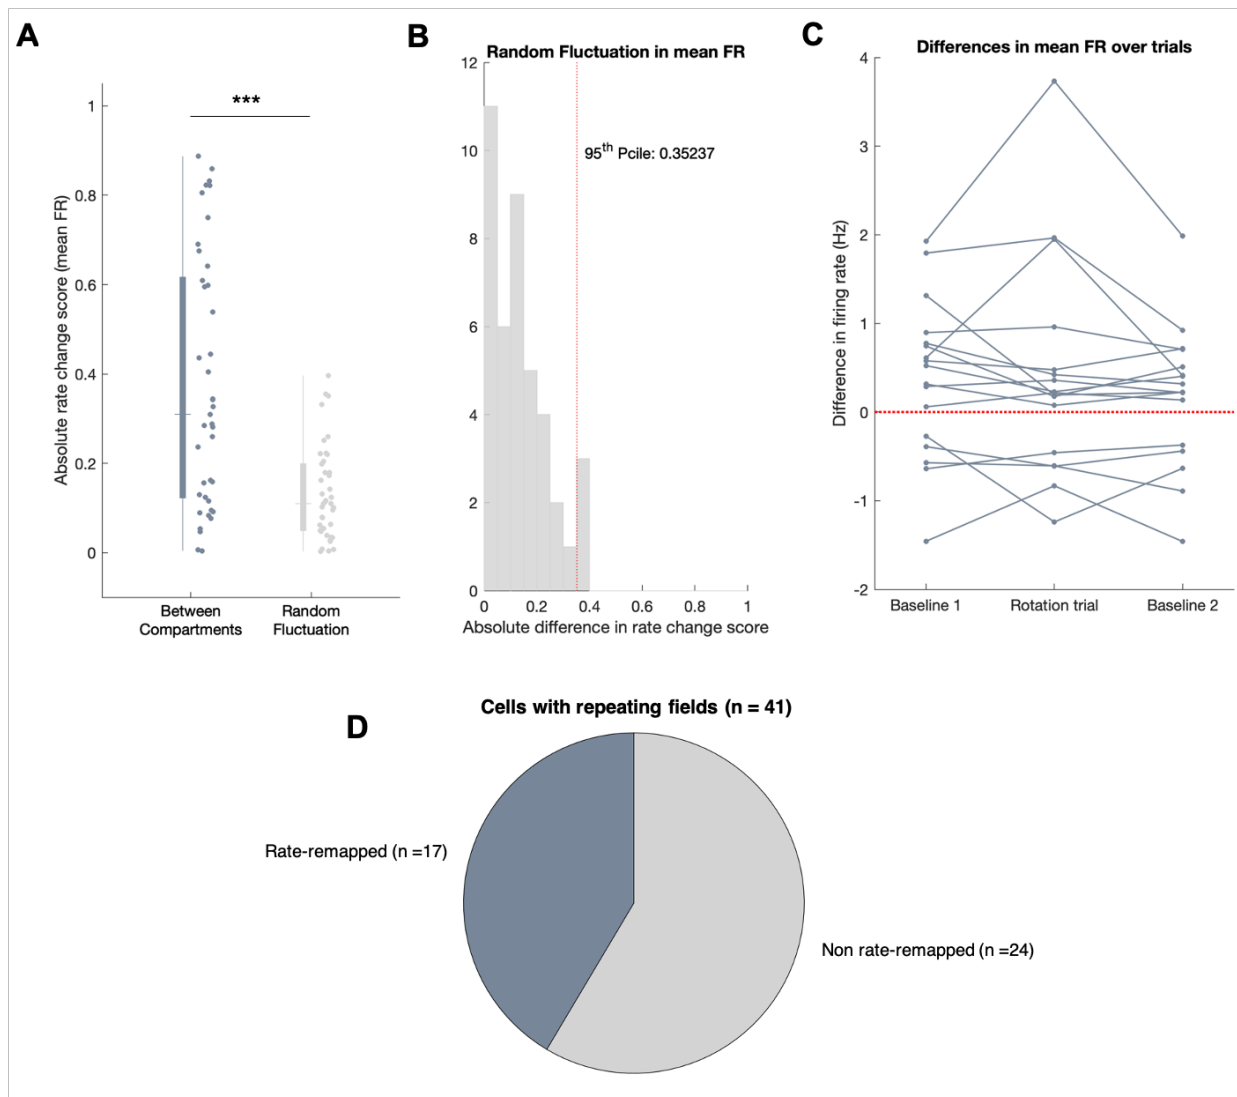 A
***
1
0.8
0.6
0.4
0.2
0
Absolute rate change score (mean FR)
Between
Compartments
Random
Fluctuation
B
Random Fluctuation in mean FR
12
10
8
6
4
2
0
95th Pcile: 0.35237
0 0.2 0.4 0.6 0.8 1
Absolute difference in rate change score
C
Differences in mean FR over trials
4
3
2
1
0
-1
-2
Difference in firing rate (Hz)
Baseline 1 Rotation trial Baseline 2
D
Cells with repeating fields (n = 41)
Rate-remapped (n =17)
Non rate-remapped (n =24)